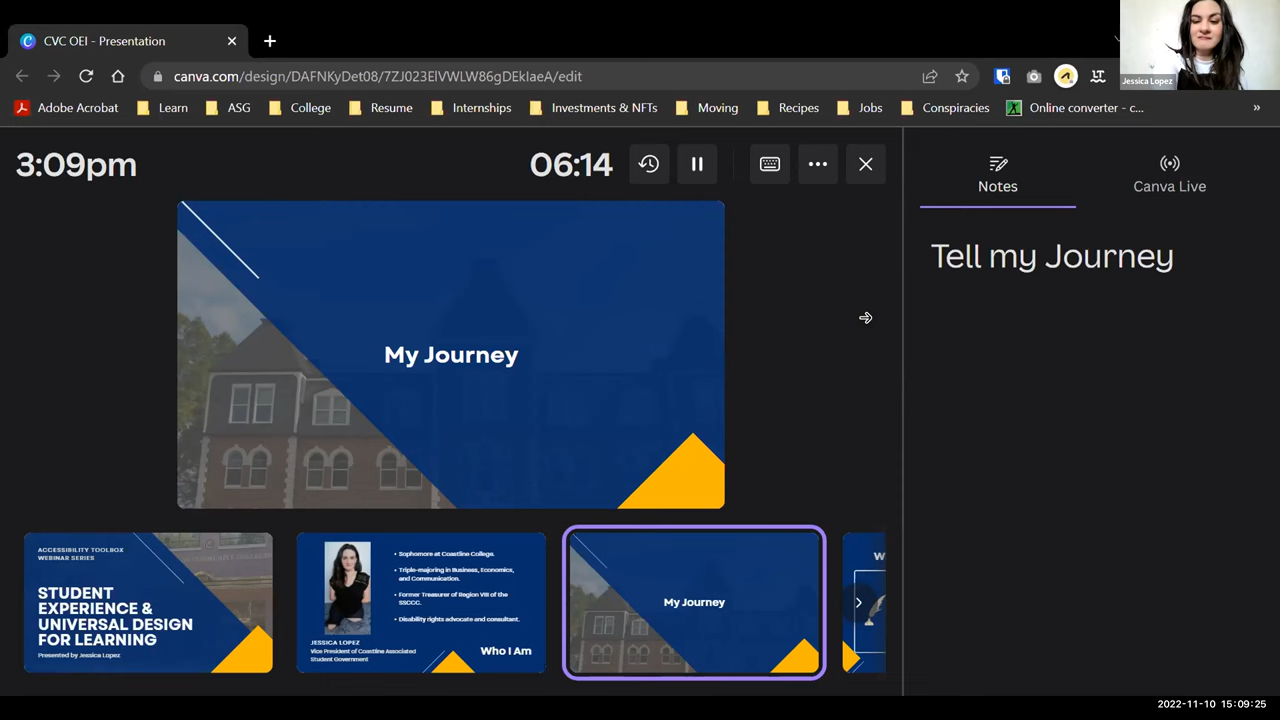 CVC OEI - Presentation
Jessica Lopez
canva.com/design/DAFNKyDet08/7ZJ023ElVWLW86gDEkIaeA/edit
Adobe Acrobat Learn ASG College Resume Internships Investments & NFTs Moving Recipes Jobs Conspiracies Online converter - c... »
3:09pm
06:14
Notes
Canva Live
Tell my Journey
My Journey
ACCESSIBILITY TOOLBOX
WEBINAR SERIES
STUDENT
EXPERIENCE &
UNIVERSAL DESIGN
FOR LEARNING
Presented by Jessica Lopez
• Sophomore at Coastline College.
• Triple-majoring in Business, Economics,
and Communication.
• Former Treasurer of Region VIII of the
SSCCC.
• Disability rights advocate and consultant.
JESSICA LOPEZ
Vice President of Coastline Associated
Student Government
Who I Am
My Journey
W
2022-11-10 15:09:25